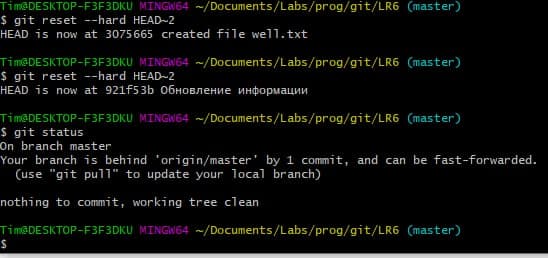 Tim@DESKTOP-F3F3DKU MINGW64 ~/Documents/Labs/prog/git/LR6 (master)
$ git reset --hard HEAD~2
HEAD is now at 3075665 created file well.txt
Tim@DESKTOP-F3F3DKU MINGW64 ~/Documents/Labs/prog/git/LR6 (master)
$ git reset --hard HEAD~2
HEAD is now at 921f53b Обновление информации
Tim@DESKTOP-F3F3DKU MINGW64 ~/Documents/Labs/prog/git/LR6 (master)
$ git status
On branch master
Your branch is behind 'origin/master' by 1 commit, and can be fast-forwarded.
  (use "git pull" to update your local branch)
nothing to commit, working tree clean
Tim@DESKTOP-F3F3DKU MINGW64 ~/Documents/Labs/prog/git/LR6 (master)
$